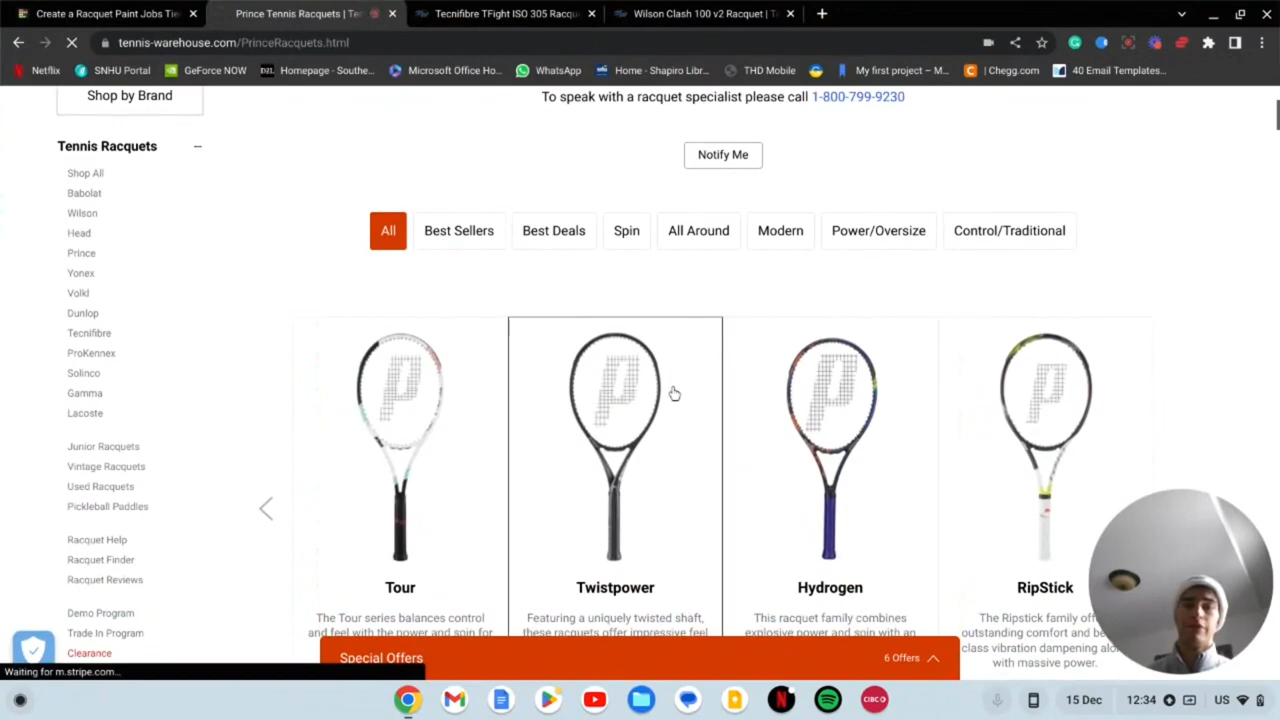 Create a Racquet Paint Jobs Tie
Prince Tennis Racquets | Te
Tecnifibre TFight ISO 305 Racqu
Wilson Clash 100 v2 Racquet | T
tennis-warehouse.com/PrinceRacquets.html
Netflix
SNHU Portal
GeForce NOW
Homepage - Southe...
Microsoft Office Ho...
WhatsApp
Home - Shapiro Libr...
THD Mobile
My first project – M...
| Chegg.com
40 Email Templates...
Shop by Brand
To speak with a racquet specialist please call 1-800-799-9230
Notify Me
Tennis Racquets
Shop All
Babolat
Wilson
Head
Prince
Yonex
Volkl
Dunlop
Tecnifibre
ProKennex
Solinco
Gamma
Lacoste
Junior Racquets
Vintage Racquets
Used Racquets
Pickleball Paddles
Racquet Help
Racquet Finder
Racquet Reviews
Demo Program
Trade In Program
Clearance
All
Best Sellers
Best Deals
Spin
All Around
Modern
Power/Oversize
Control/Traditional
Tour
The Tour series balances control
and feel with the power and spin for
Twistpower
Featuring a uniquely twisted shaft,
these racquets offer impressive feel
Hydrogen
This racquet family combines
explosive power and spin with an
RipStick
The Ripstick family off
outstanding comfort and be
class vibration dampening alo
with massive power.
Special Offers
6 Offers
Waiting for m.stripe.com...
CIBC
15 Dec
12:34
US